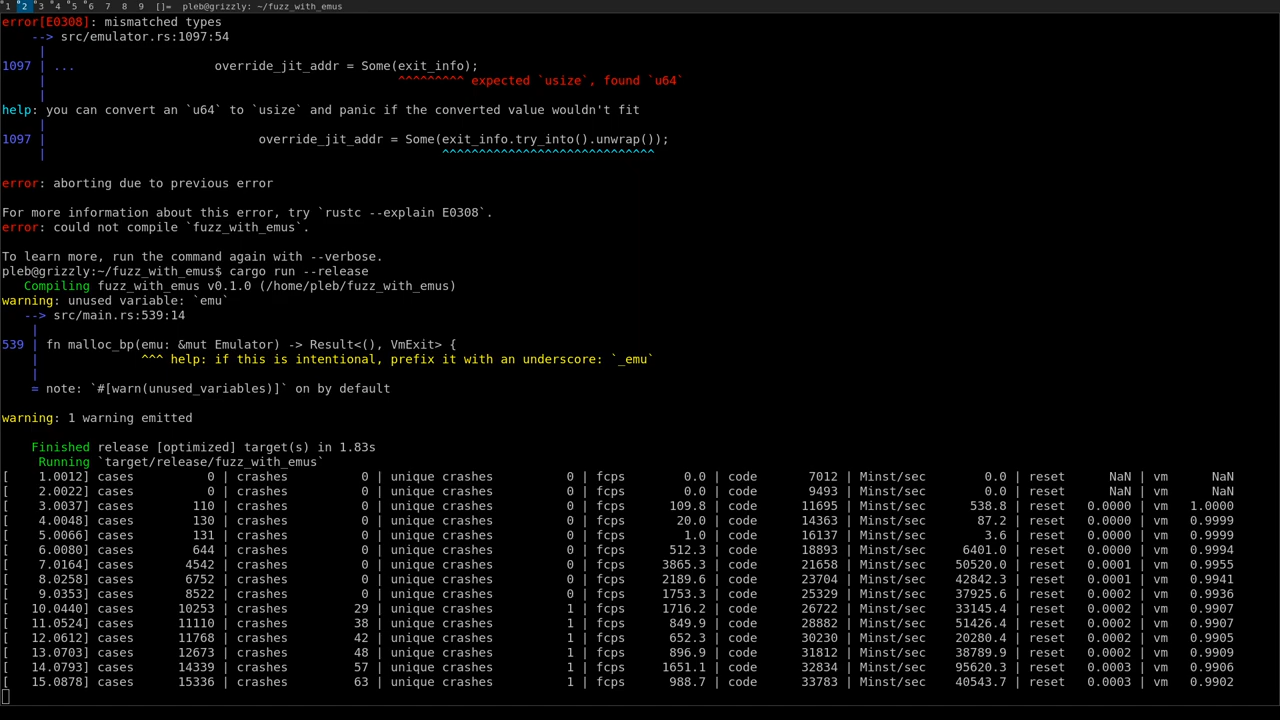 1 2 3 4 5 6 7 8 9 []= pleb@grizzly: ~/fuzz_with_emus
error[E0308]: mismatched types
--> src/emulator.rs:1097:54
|
1097 | ... override_jit_addr = Some(exit_info);
| ^^^^^^^^^ expected `usize`, found `u64`
|
help: you can convert an `u64` to `usize` and panic if the converted value wouldn't fit
|
1097 | override_jit_addr = Some(exit_info.try_into().unwrap());
| ^^^^^^^^^^^^^^^^^^^^^^^^^^^^^
error: aborting due to previous error
For more information about this error, try `rustc --explain E0308`.
error: could not compile `fuzz_with_emus`.
To learn more, run the command again with --verbose.
pleb@grizzly:~/fuzz_with_emus$ cargo run --release
Compiling fuzz_with_emus v0.1.0 (/home/pleb/fuzz_with_emus)
warning: unused variable: `emu`
--> src/main.rs:539:14
|
539 | fn malloc_bp(emu: &mut Emulator) -> Result<(), VmExit> {
| ^^^ help: if this is intentional, prefix it with an underscore: `_emu`
|
= note: `#[warn(unused_variables)]` on by default
warning: 1 warning emitted
Finished release [optimized] target(s) in 1.83s
Running `target/release/fuzz_with_emus`
[ 1.0012] cases 0 | crashes 0 | unique crashes 0 | fcps 0.0 | code 7012 | Minst/sec 0.0 | reset NaN | vm NaN
[ 2.0022] cases 0 | crashes 0 | unique crashes 0 | fcps 0.0 | code 9493 | Minst/sec 0.0 | reset NaN | vm NaN
[ 3.0037] cases 110 | crashes 0 | unique crashes 0 | fcps 109.8 | code 11695 | Minst/sec 538.8 | reset 0.0000 | vm 1.0000
[ 4.0048] cases 130 | crashes 0 | unique crashes 0 | fcps 20.0 | code 14363 | Minst/sec 87.2 | reset 0.0000 | vm 0.9999
[ 5.0066] cases 131 | crashes 0 | unique crashes 0 | fcps 1.0 | code 16137 | Minst/sec 3.6 | reset 0.0000 | vm 0.9999
[ 6.0080] cases 644 | crashes 0 | unique crashes 0 | fcps 512.3 | code 18893 | Minst/sec 6401.0 | reset 0.0000 | vm 0.9994
[ 7.0164] cases 4542 | crashes 0 | unique crashes 0 | fcps 3865.3 | code 21658 | Minst/sec 50520.0 | reset 0.0001 | vm 0.9955
[ 8.0258] cases 6752 | crashes 0 | unique crashes 0 | fcps 2189.6 | code 23704 | Minst/sec 42842.3 | reset 0.0001 | vm 0.9941
[ 9.0353] cases 8522 | crashes 0 | unique crashes 0 | fcps 1753.3 | code 25329 | Minst/sec 37925.6 | reset 0.0002 | vm 0.9936
[ 10.0440] cases 10253 | crashes 29 | unique crashes 1 | fcps 1716.2 | code 26722 | Minst/sec 33145.4 | reset 0.0002 | vm 0.9907
[ 11.0524] cases 11110 | crashes 38 | unique crashes 1 | fcps 849.9 | code 28882 | Minst/sec 51426.4 | reset 0.0002 | vm 0.9907
[ 12.0612] cases 11768 | crashes 42 | unique crashes 1 | fcps 652.3 | code 30230 | Minst/sec 20280.4 | reset 0.0002 | vm 0.9905
[ 13.0703] cases 12673 | crashes 48 | unique crashes 1 | fcps 896.9 | code 31812 | Minst/sec 38789.9 | reset 0.0002 | vm 0.9909
[ 14.0793] cases 14339 | crashes 57 | unique crashes 1 | fcps 1651.1 | code 32834 | Minst/sec 95620.3 | reset 0.0003 | vm 0.9906
[ 15.0878] cases 15336 | crashes 63 | unique crashes 1 | fcps 988.7 | code 33783 | Minst/sec 40543.7 | reset 0.0003 | vm 0.9902